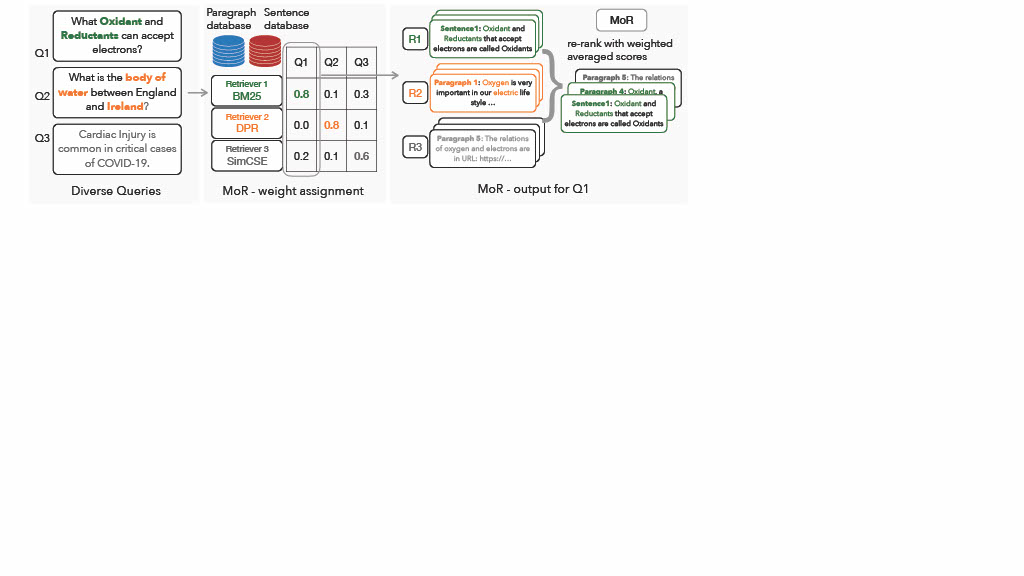 Q1
What Oxidant and
Reductants can accept
electrons?
Q2
What is the body of
water between England
and Ireland?
Q3
Cardiac Injury is
common in critical cases
of COVID-19.
Diverse Queries
Paragraph
database
Sentence
database
Q1 Q2 Q3
Retriever 1
BM25
0.8 0.1 0.3
Retriever 2
DPR
0.0 0.8 0.1
Retriever 3
SimCSE
0.2 0.1 0.6
MoR - weight assignment
R1
Sentence1: Oxidant and
Reductants that accept
electrons are called Oxidants
R2
Paragraph 1: Oxygen is very
important in our electric life
style ...
R3
Paragraph 5: The relations
of oxygen and electrons are
in URL: https://...
MoR
re-rank with weighted
averaged scores
Paragraph 5: The relations
Paragraph 4: Oxidant, a
Sentence1: Oxidant and
Reductants that accept
electrons are called Oxidants
MoR - output for Q1